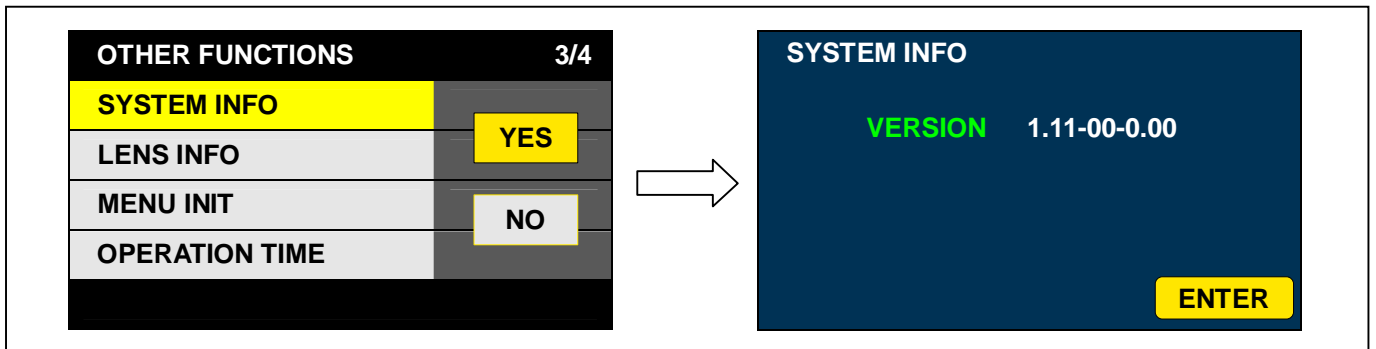 OTHER FUNCTIONS 3/4
SYSTEM INFO
YES
LENS INFO
MENU INIT
NO
OPERATION TIME
SYSTEM INFO
VERSION 1.11-00-0.00
ENTER